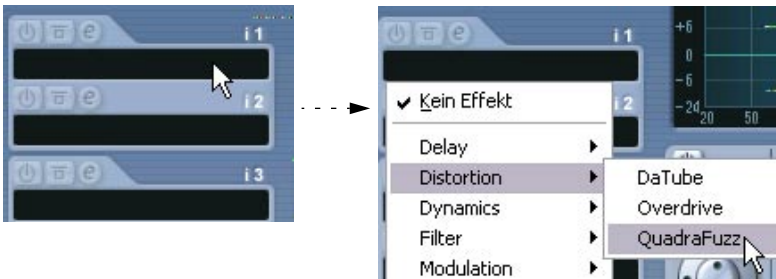 i 1
i 2
i 3
i 1
i 2
Kein Effekt
Delay
Distortion
Dynamics
Filter
Modulation
DaTube
Overdrive
QuadraFuzz
+6
0
-6
-24
20 50